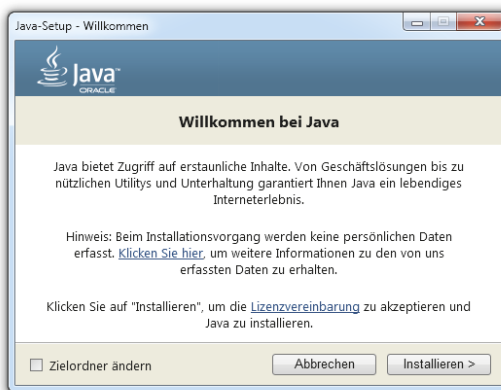 Java-Setup - Willkommen
Java™
ORACLE
Willkommen bei Java
Java bietet Zugriff auf erstaunliche Inhalte. Von Geschäftslösungen bis zu
nützlichen Utilitys und Unterhaltung garantiert Ihnen Java ein lebendiges
Interneterlebnis.
Hinweis: Beim Installationsvorgang werden keine persönlichen Daten
erfasst. Klicken Sie hier, um weitere Informationen zu den von uns
erfassten Daten zu erhalten.
Klicken Sie auf "Installieren", um die Lizenzvereinbarung zu akzeptieren und
Java zu installieren.
Zielordner ändern
Abbrechen
Installieren >